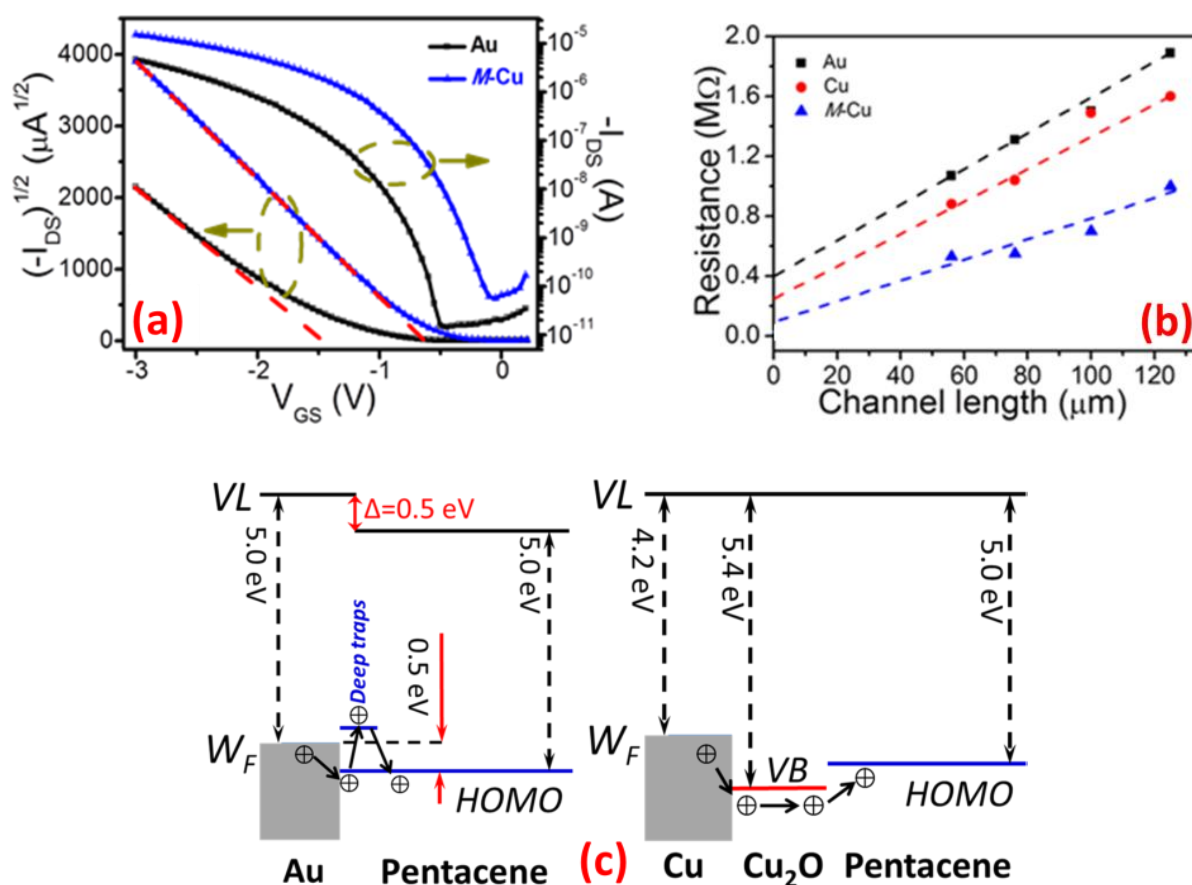 4000
3000
2000
1000
0
(-I_DS)^1/2 (μA^1/2)
Au
M-Cu
10^-5
10^-6
10^-7
10^-8
10^-9
10^-10
10^-11
-I_DS (A)
(a)
-3 -2 -1 0
V_GS (V)
2.0
1.6
1.2
0.8
0.4
0.0
Resistance (MΩ)
Au
Cu
M-Cu
(b)
0 20 40 60 80 100 120
Channel length (μm)
VL
Δ=0.5 eV
5.0 eV
5.0 eV
Deep traps
0.5 eV
W_F
HOMO
Au Pentacene
(c)
VL
4.2 eV
5.4 eV
5.0 eV
W_F
VB
HOMO
Cu Cu₂O Pentacene